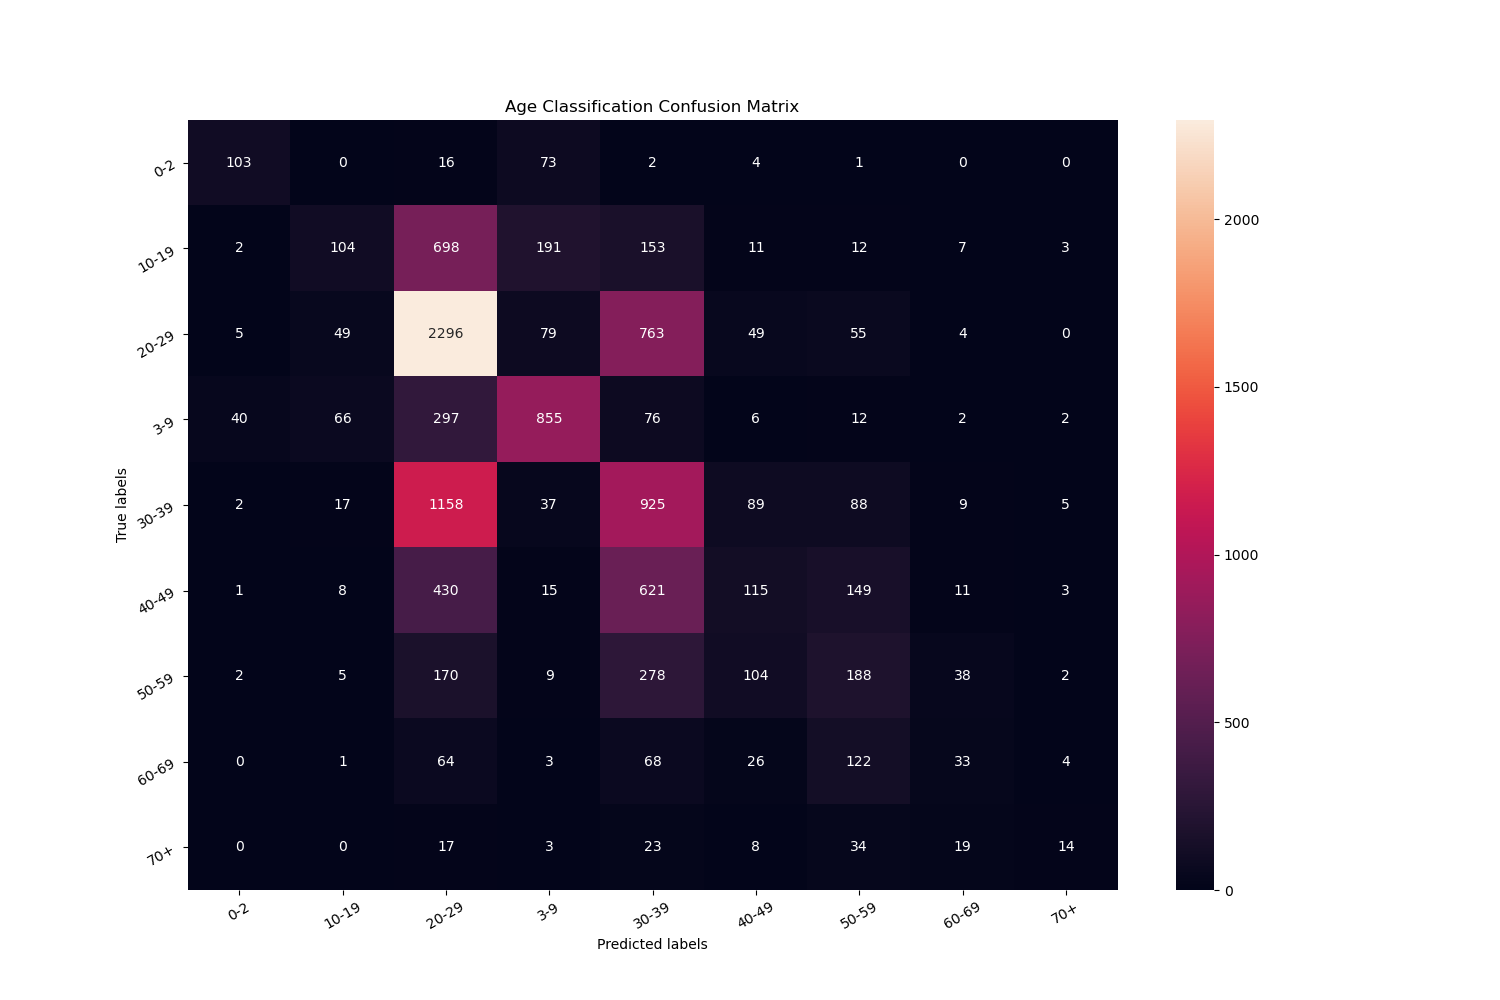 Age Classification Confusion Matrix
0-2 103 0 16 73 2 4 1 0 0
10-19 2 104 698 191 153 11 12 7 3
20-29 5 49 2296 79 763 49 55 4 0
3-9 40 66 297 855 76 6 12 2 2
30-39 2 17 1158 37 925 89 88 9 5
40-49 1 8 430 15 621 115 149 11 3
50-59 2 5 170 9 278 104 188 38 2
60-69 0 1 64 3 68 26 122 33 4
70+ 0 0 17 3 23 8 34 19 14
0-2 10-19 20-29 3-9 30-39 40-49 50-59 60-69 70+
Predicted labels
True labels
2000
1500
1000
500
0